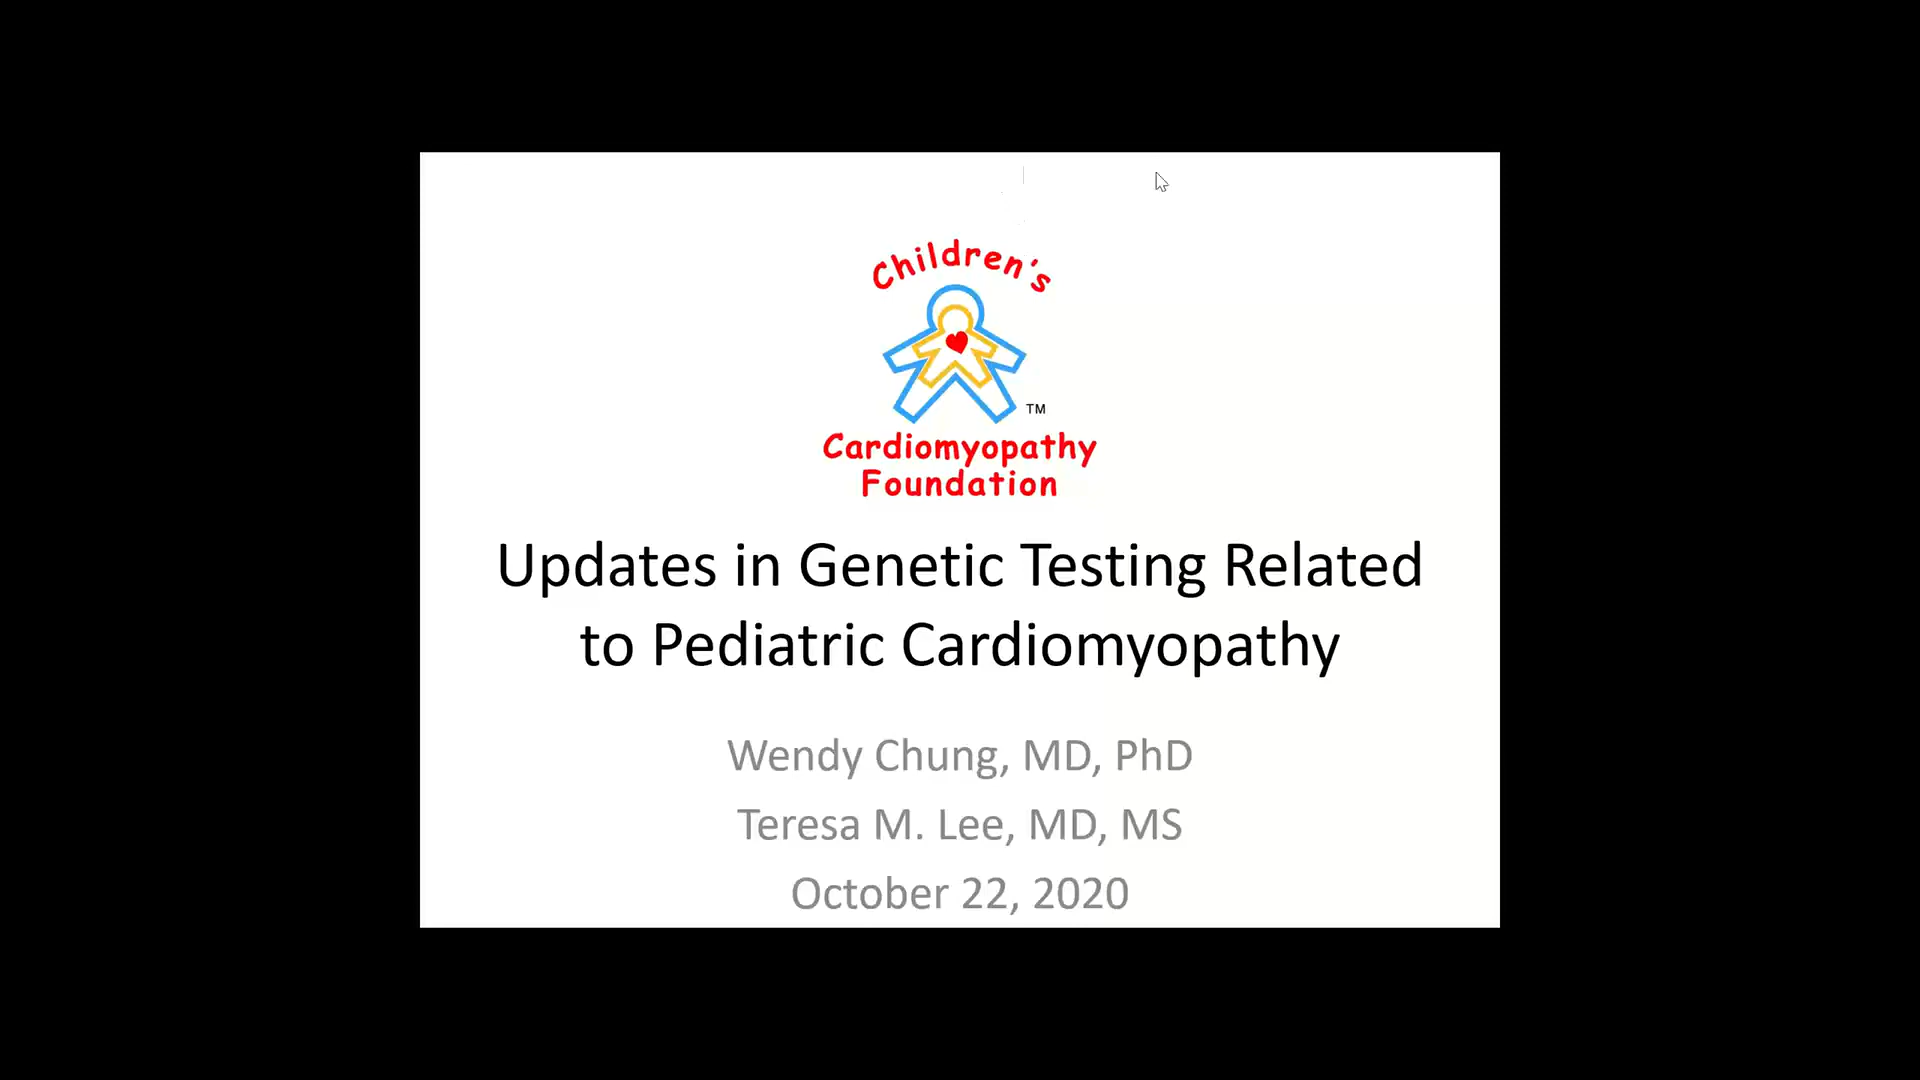 Children's
TM
Cardiomyopathy
Foundation
Updates in Genetic Testing Related
to Pediatric Cardiomyopathy
Wendy Chung, MD, PhD
Teresa M. Lee, MD, MS
October 22, 2020